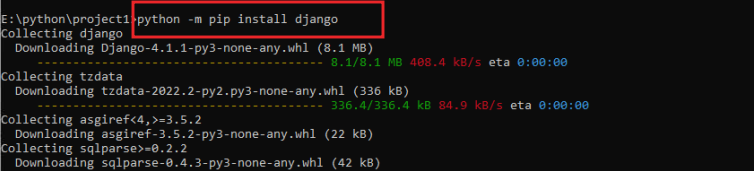 E:\python\project1>python -m pip install django
Collecting django
Downloading Django-4.1.1-py3-none-any.whl (8.1 MB)
---------------------------------------- 8.1/8.1 MB 408.4 kB/s eta 0:00:00
Collecting tzdata
Downloading tzdata-2022.2-py2.py3-none-any.whl (336 kB)
---------------------------------------- 336.4/336.4 kB 84.9 kB/s eta 0:00:00
Collecting asgiref<4,>=3.5.2
Downloading asgiref-3.5.2-py3-none-any.whl (22 kB)
Collecting sqlparse>=0.2.2
Downloading sqlparse-0.4.3-py3-none-any.whl (42 kB)